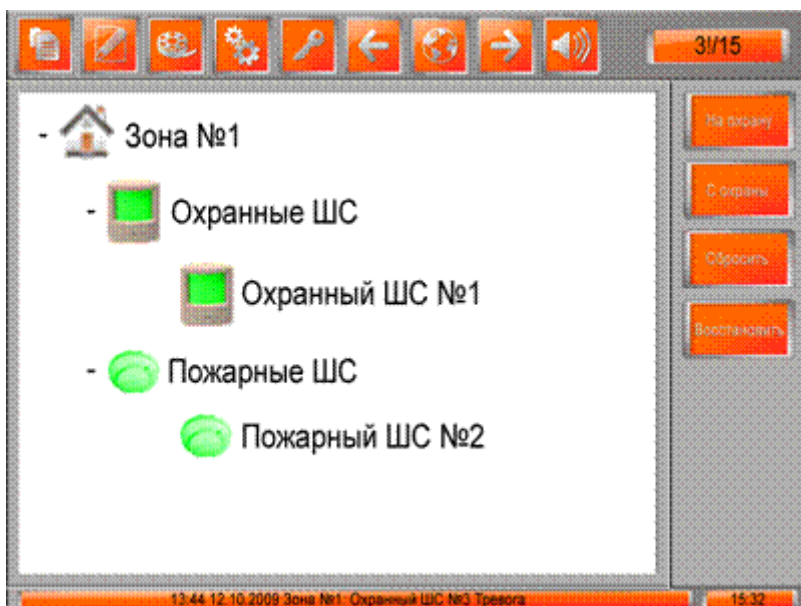 3!/15
На охрану
С охраны
Сбросить
Восстановить
- Зона №1
- Охранные ШС
Охранный ШС №1
- Пожарные ШС
Пожарный ШС №2
13:44 12.10.2009 Зона №1: Охранный ШС №3 Тревога
15:32